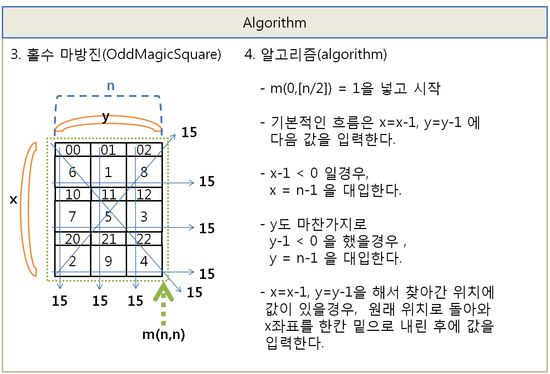 Algorithm
3. 홀수 마방진(OddMagicSquare)
n
y
15
00 01 02
6 1 8
15
x
10 11 12
7 5 3
15
20 21 22
2 9 4
15
15 15 15 15
m(n,n)
4. 알고리즘(algorithm)
- m(0,[n/2]) = 1을 넣고 시작
- 기본적인 흐름은 x=x-1, y=y-1 에
다음 값을 입력한다.
- x-1 < 0 일경우,
x = n-1 을 대입한다.
- y도 마찬가지로
y-1 < 0 을 했을경우 ,
y = n-1 을 대입한다.
- x=x-1, y=y-1을 해서 찾아간 위치에
값이 있을경우, 원래 위치로 돌아와
x좌표를 한칸 밑으로 내린 후에 값을
입력한다.